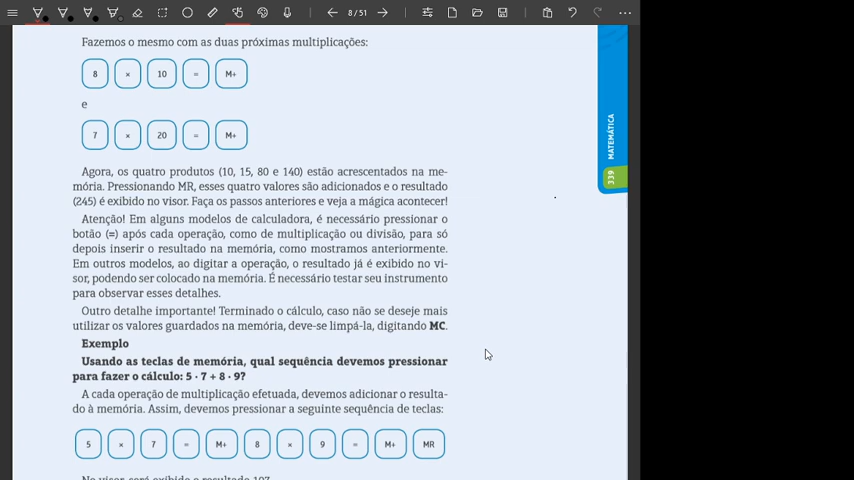 8 / 51
Fazemos o mesmo com as duas próximas multiplicações:
8 × 10 = M+
e
7 × 20 = M+
Agora, os quatro produtos (10, 15, 80 e 140) estão acrescentados na me-
mória. Pressionando MR, esses quatro valores são adicionados e o resultado
(245) é exibido no visor. Faça os passos anteriores e veja a mágica acontecer!
Atenção! Em alguns modelos de calculadora, é necessário pressionar o
botão (=) após cada operação, como de multiplicação ou divisão, para só
depois inserir o resultado na memória, como mostramos anteriormente.
Em outros modelos, ao digitar a operação, o resultado já é exibido no vi-
sor, podendo ser colocado na memória. É necessário testar seu instrumento
para observar esses detalhes.
Outro detalhe importante! Terminado o cálculo, caso não se deseje mais
utilizar os valores guardados na memória, deve-se limpá-la, digitando MC.
Exemplo
Usando as teclas de memória, qual sequência devemos pressionar
para fazer o cálculo: 5 · 7 + 8 · 9?
A cada operação de multiplicação efetuada, devemos adicionar o resulta-
do à memória. Assim, devemos pressionar a seguinte sequência de teclas:
5 × 7 = M+ 8 × 9 = M+ MR
No visor, será exibido o resultado 107.
MATEMÁTICA
339